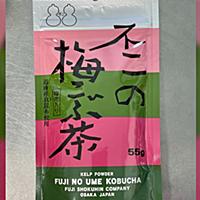 不二の
梅こぶ茶
55g
KELP POWDER
FUJI NO UME KOBUCHA
FUJI SHOKUHIN COMPANY
OSAKA JAPAN